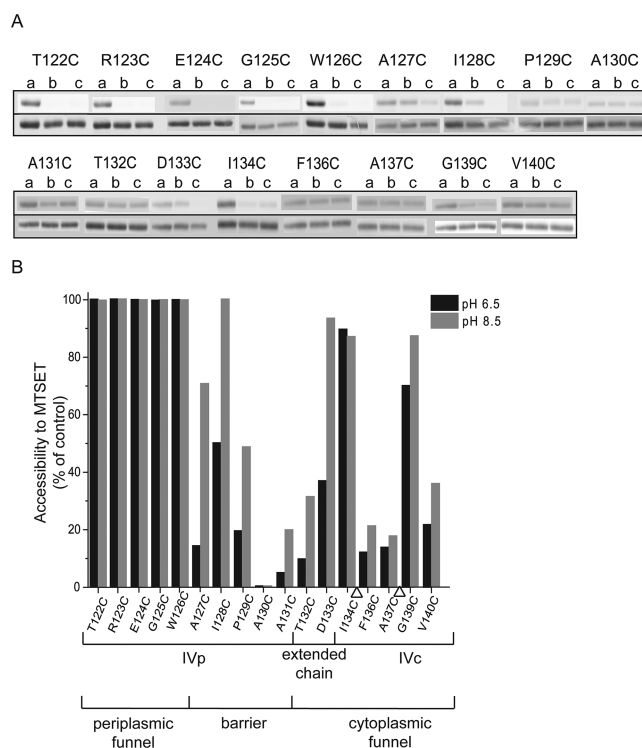 A
T122C R123C E124C G125C W126C A127C I128C P129C A130C
a b c a b c a b c a b c a b c a b c a b c a b c a b c
A131C T132C D133C I134C F136C A137C G139C V140C
a b c a b c a b c a b c a b c a b c a b c a b c
B
100
80
60
40
20
0
Accessibility to MTSET
(% of control)
pH 6.5
pH 8.5
T122C R123C E124C G125C W126C A127C I128C P129C A130C A131C T132C D133C I134C F136C A137C G139C V140C
IVp extended chain IVc
periplasmic funnel barrier cytoplasmic funnel